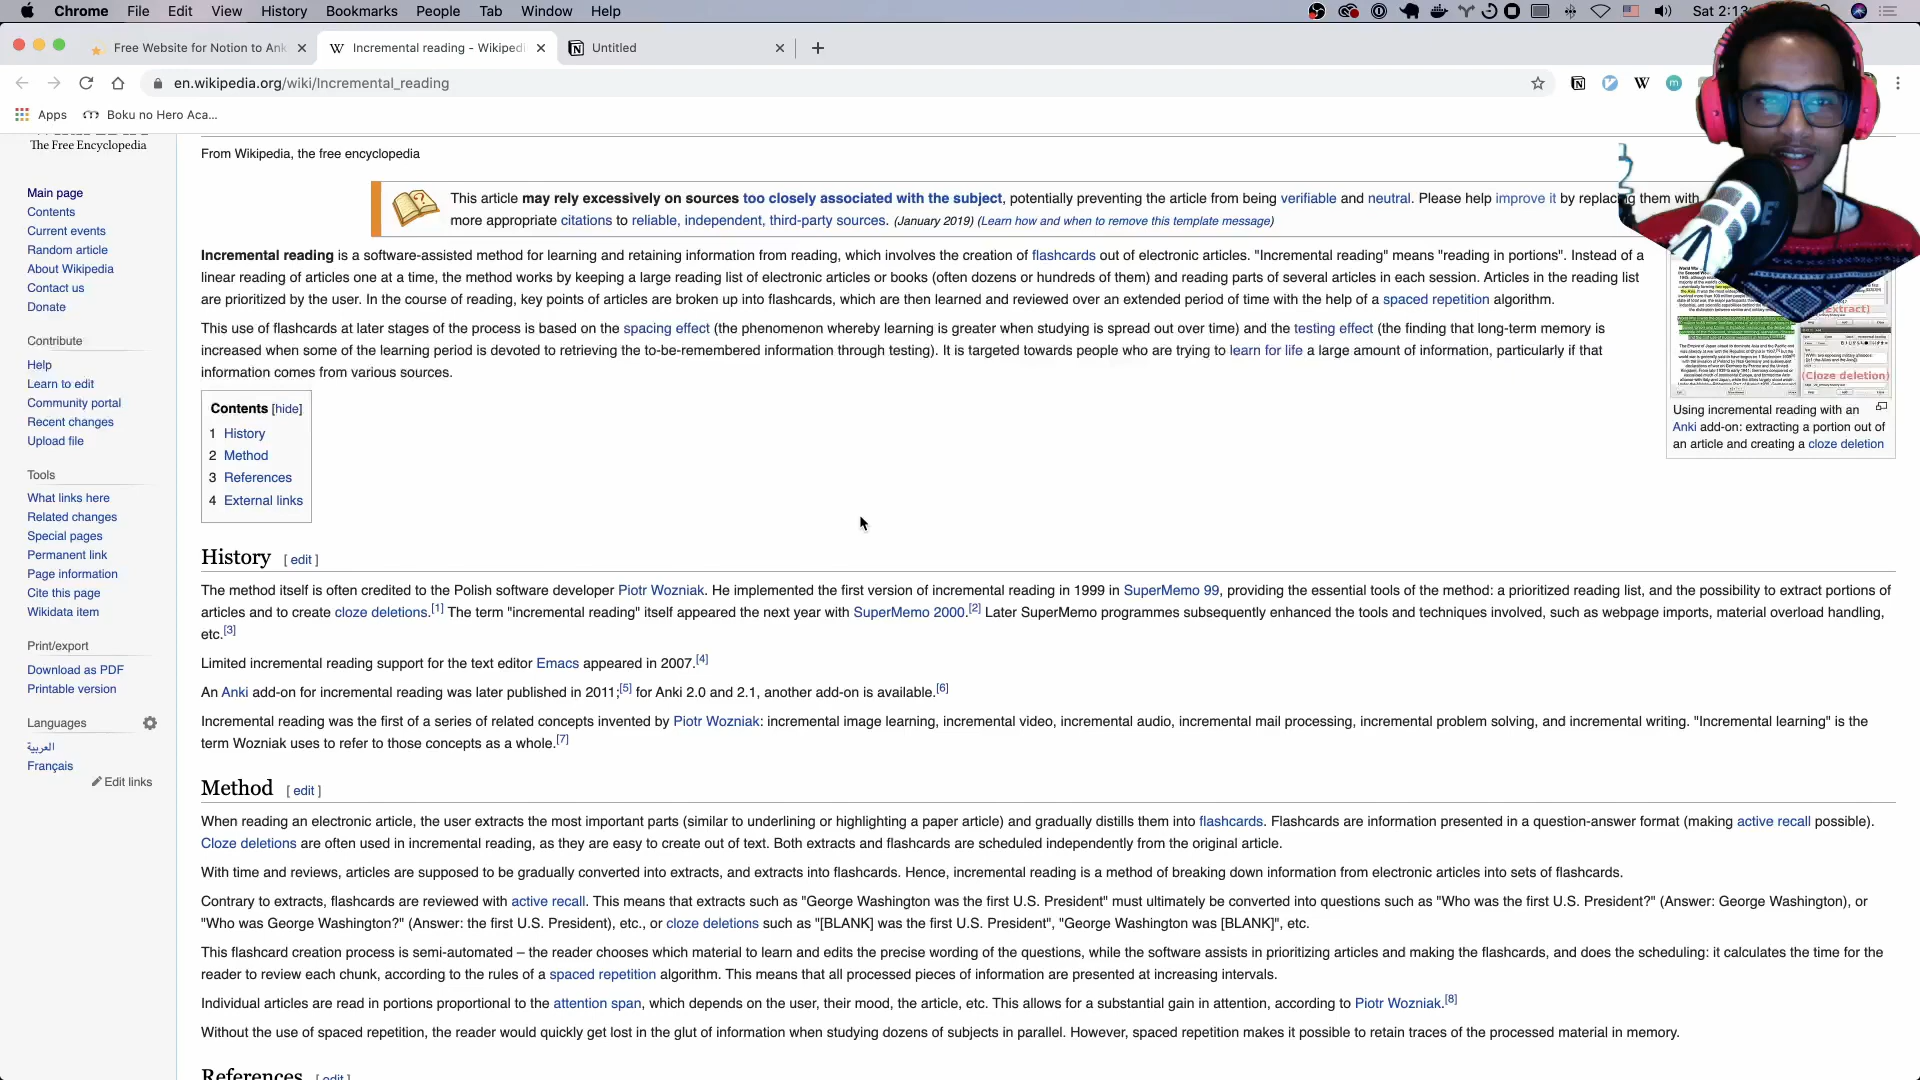 Chrome File Edit View History Bookmarks People Tab Window Help Sat 2:13
Free Website for Notion to Ank
Incremental reading - Wikiped
Untitled
en.wikipedia.org/wiki/Incremental_reading
Apps Boku no Hero Aca...
The Free Encyclopedia
Main page
Contents
Current events
Random article
About Wikipedia
Contact us
Donate
Contribute
Help
Learn to edit
Community portal
Recent changes
Upload file
Tools
What links here
Related changes
Special pages
Permanent link
Page information
Cite this page
Wikidata item
Print/export
Download as PDF
Printable version
Languages
العربية
Français
Edit links
From Wikipedia, the free encyclopedia
This article may rely excessively on sources too closely associated with the subject, potentially preventing the article from being verifiable and neutral. Please help improve it by replacing them with
more appropriate citations to reliable, independent, third-party sources. (January 2019) (Learn how and when to remove this template message)
Incremental reading is a software-assisted method for learning and retaining information from reading, which involves the creation of flashcards out of electronic articles. "Incremental reading" means "reading in portions". Instead of a
linear reading of articles one at a time, the method works by keeping a large reading list of electronic articles or books (often dozens or hundreds of them) and reading parts of several articles in each session. Articles in the reading list
are prioritized by the user. In the course of reading, key points of articles are broken up into flashcards, which are then learned and reviewed over an extended period of time with the help of a spaced repetition algorithm.
This use of flashcards at later stages of the process is based on the spacing effect (the phenomenon whereby learning is greater when studying is spread out over time) and the testing effect (the finding that long-term memory is
increased when some of the learning period is devoted to retrieving the to-be-remembered information through testing). It is targeted towards people who are trying to learn for life a large amount of information, particularly if that
information comes from various sources.
(Cloze deletion)
Using incremental reading with an
Anki add-on: extracting a portion out of
an article and creating a cloze deletion
Contents [hide]
1 History
2 Method
3 References
4 External links
History [ edit ]
The method itself is often credited to the Polish software developer Piotr Wozniak. He implemented the first version of incremental reading in 1999 in SuperMemo 99, providing the essential tools of the method: a prioritized reading list, and the possibility to extract portions of
articles and to create cloze deletions.[1] The term "incremental reading" itself appeared the next year with SuperMemo 2000.[2] Later SuperMemo programmes subsequently enhanced the tools and techniques involved, such as webpage imports, material overload handling,
etc.[3]
Limited incremental reading support for the text editor Emacs appeared in 2007.[4]
An Anki add-on for incremental reading was later published in 2011;[5] for Anki 2.0 and 2.1, another add-on is available.[6]
Incremental reading was the first of a series of related concepts invented by Piotr Wozniak: incremental image learning, incremental video, incremental audio, incremental mail processing, incremental problem solving, and incremental writing. "Incremental learning" is the
term Wozniak uses to refer to those concepts as a whole.[7]
Method [ edit ]
When reading an electronic article, the user extracts the most important parts (similar to underlining or highlighting a paper article) and gradually distills them into flashcards. Flashcards are information presented in a question-answer format (making active recall possible).
Cloze deletions are often used in incremental reading, as they are easy to create out of text. Both extracts and flashcards are scheduled independently from the original article.
With time and reviews, articles are supposed to be gradually converted into extracts, and extracts into flashcards. Hence, incremental reading is a method of breaking down information from electronic articles into sets of flashcards.
Contrary to extracts, flashcards are reviewed with active recall. This means that extracts such as "George Washington was the first U.S. President" must ultimately be converted into questions such as "Who was the first U.S. President?" (Answer: George Washington), or
"Who was George Washington?" (Answer: the first U.S. President), etc., or cloze deletions such as "[BLANK] was the first U.S. President", "George Washington was [BLANK]", etc.
This flashcard creation process is semi-automated – the reader chooses which material to learn and edits the precise wording of the questions, while the software assists in prioritizing articles and making the flashcards, and does the scheduling: it calculates the time for the
reader to review each chunk, according to the rules of a spaced repetition algorithm. This means that all processed pieces of information are presented at increasing intervals.
Individual articles are read in portions proportional to the attention span, which depends on the user, their mood, the article, etc. This allows for a substantial gain in attention, according to Piotr Wozniak.[8]
Without the use of spaced repetition, the reader would quickly get lost in the glut of information when studying dozens of subjects in parallel. However, spaced repetition makes it possible to retain traces of the processed material in memory.
References [ edit ]